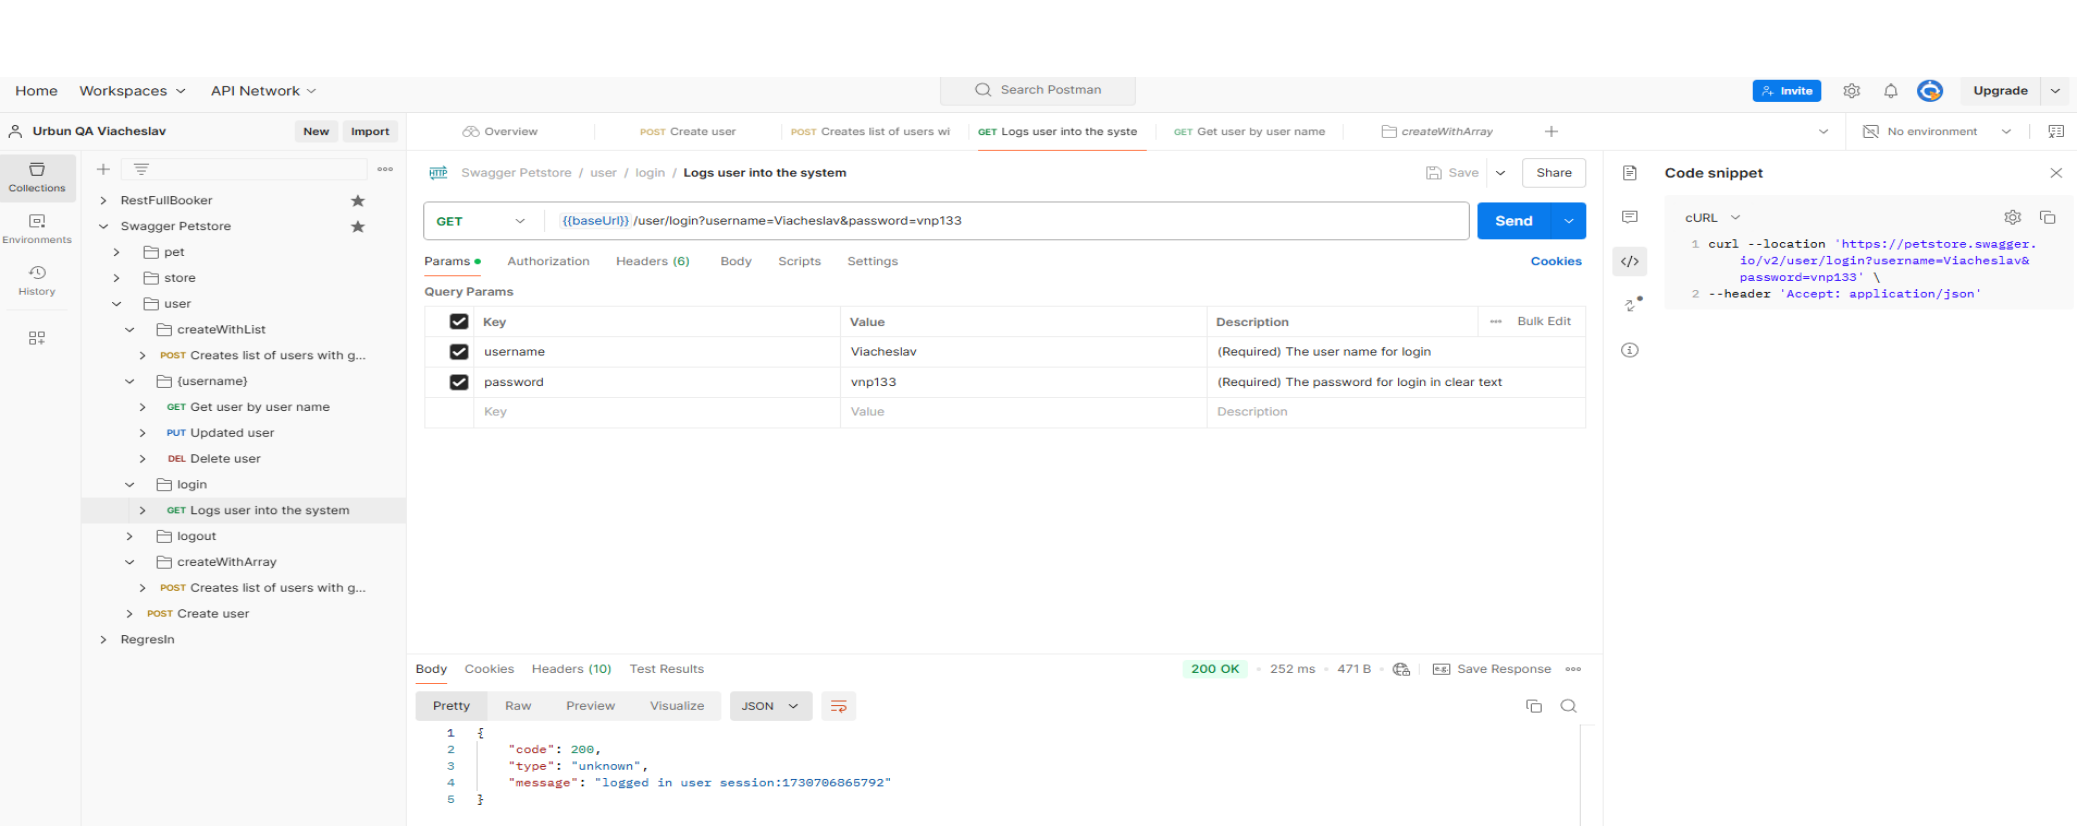 Home Workspaces API Network Search Postman Invite Upgrade
Urbun QA Viacheslav New Import Overview POST Create user POST Creates list of users wi GET Logs user into the syste GET Get user by user name createWithArray No environment
Collections
Environments
History
RestFullBooker
Swagger Petstore
pet
store
user
createWithList
POST Creates list of users with g...
{username}
GET Get user by user name
PUT Updated user
DEL Delete user
login
GET Logs user into the system
logout
createWithArray
POST Creates list of users with g...
POST Create user
RegresIn
HTTP Swagger Petstore / user / login / Logs user into the system Save Share
GET {{baseUrl}} /user/login?username=Viacheslav&password=vnp133 Send
Params Authorization Headers (6) Body Scripts Settings Cookies
Query Params
Key Value Description Bulk Edit
username Viacheslav (Required) The user name for login
password vnp133 (Required) The password for login in clear text
Key Value Description
Body Cookies Headers (10) Test Results 200 OK 252 ms 471 B e.g. Save Response
Pretty Raw Preview Visualize JSON
1 {
2 "code": 200,
3 "type": "unknown",
4 "message": "logged in user session:1730706865792"
5 }
Code snippet
cURL
1 curl --location 'https://petstore.swagger.
io/v2/user/login?username=Viacheslav&
password=vnp133' \
2 --header 'Accept: application/json'